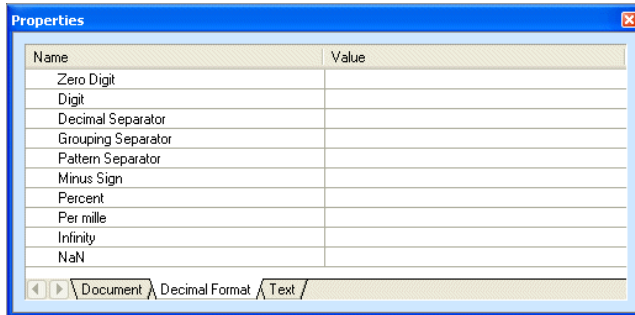 Properties
Name Value
Zero Digit
Digit
Decimal Separator
Grouping Separator
Pattern Separator
Minus Sign
Percent
Per mille
Infinity
NaN
Document Decimal Format Text